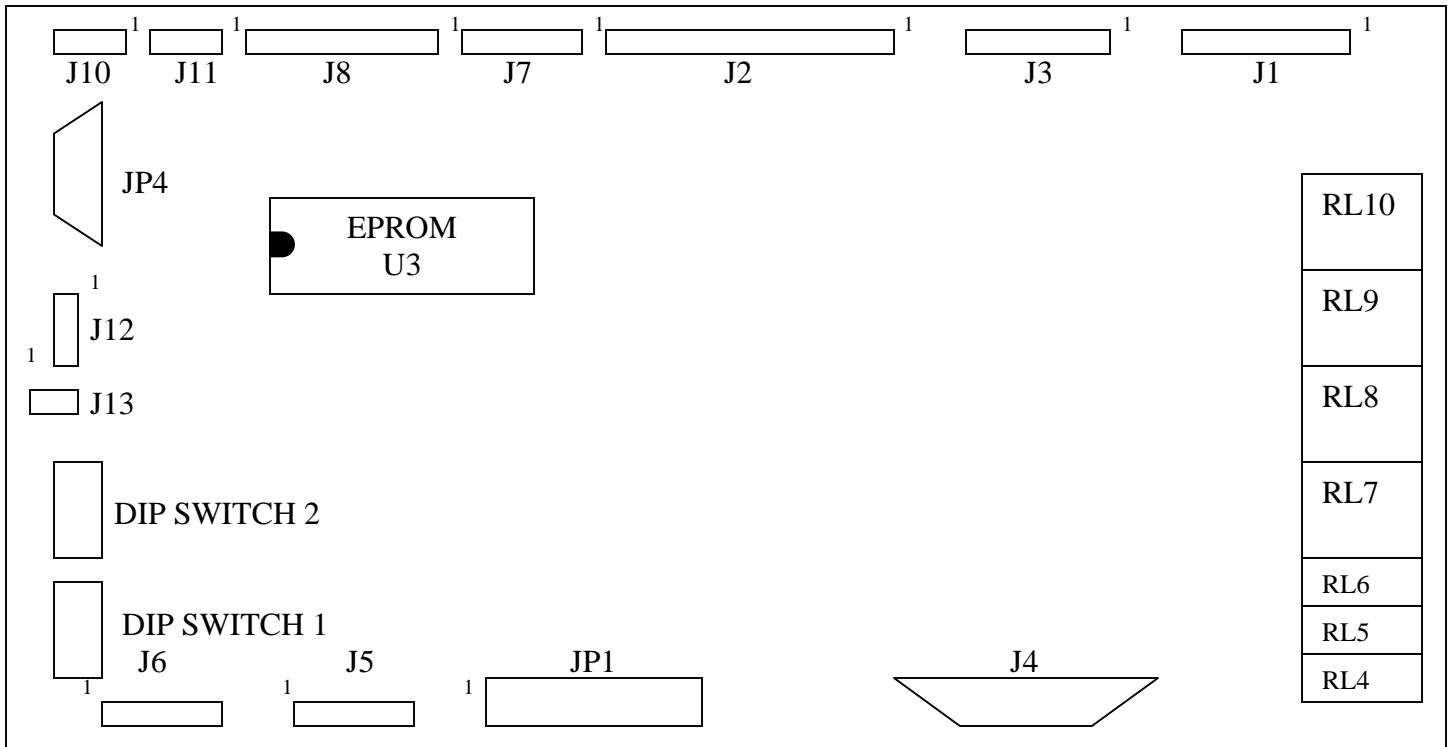 1 1 1 1 1 1 1
J10 J11 J8 J7 J2 J3 J1
JP4
RL10
EPROM
U3
1
J12
RL9
1
J13
RL8
RL7
DIP SWITCH 2
RL6
DIP SWITCH 1
RL5
J6 J5 JP1 J4
RL4
1 1 1